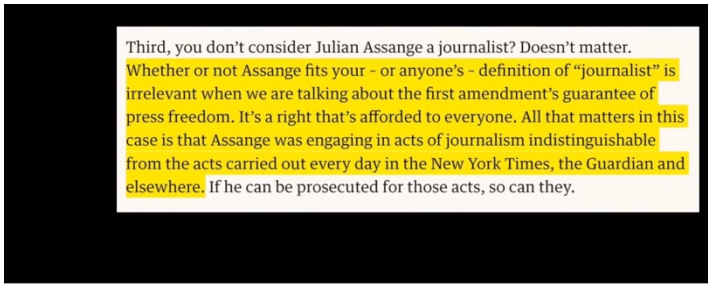 Third, you don’t consider Julian Assange a journalist? Doesn’t matter.
Whether or not Assange fits your - or anyone’s - definition of “journalist” is
irrelevant when we are talking about the first amendment’s guarantee of
press freedom. It’s a right that’s afforded to everyone. All that matters in this
case is that Assange was engaging in acts of journalism indistinguishable
from the acts carried out every day in the New York Times, the Guardian and
elsewhere. If he can be prosecuted for those acts, so can they.